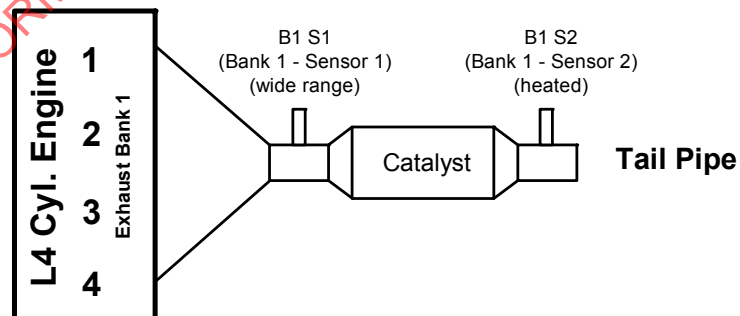 L4 Cyl. Engine
Exhaust Bank 1
1
2
3
4
B1 S1
(Bank 1 - Sensor 1)
(wide range)
B1 S2
(Bank 1 - Sensor 2)
(heated)
Catalyst
Tail Pipe